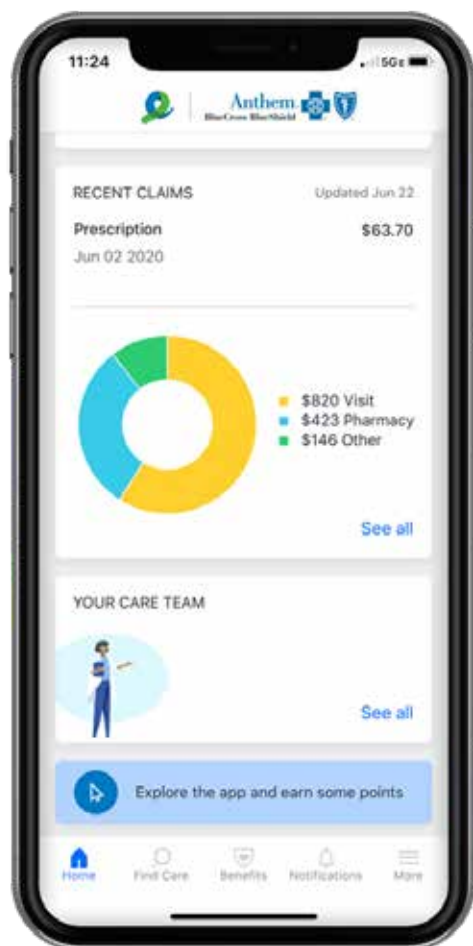 11:24
5GE
Anthem
BlueCross BlueShield
RECENT CLAIMS Updated Jun 22
Prescription $63.70
Jun 02 2020
$820 Visit
$423 Pharmacy
$146 Other
See all
YOUR CARE TEAM
See all
Explore the app and earn some points
Home Find Care Benefits Notifications More